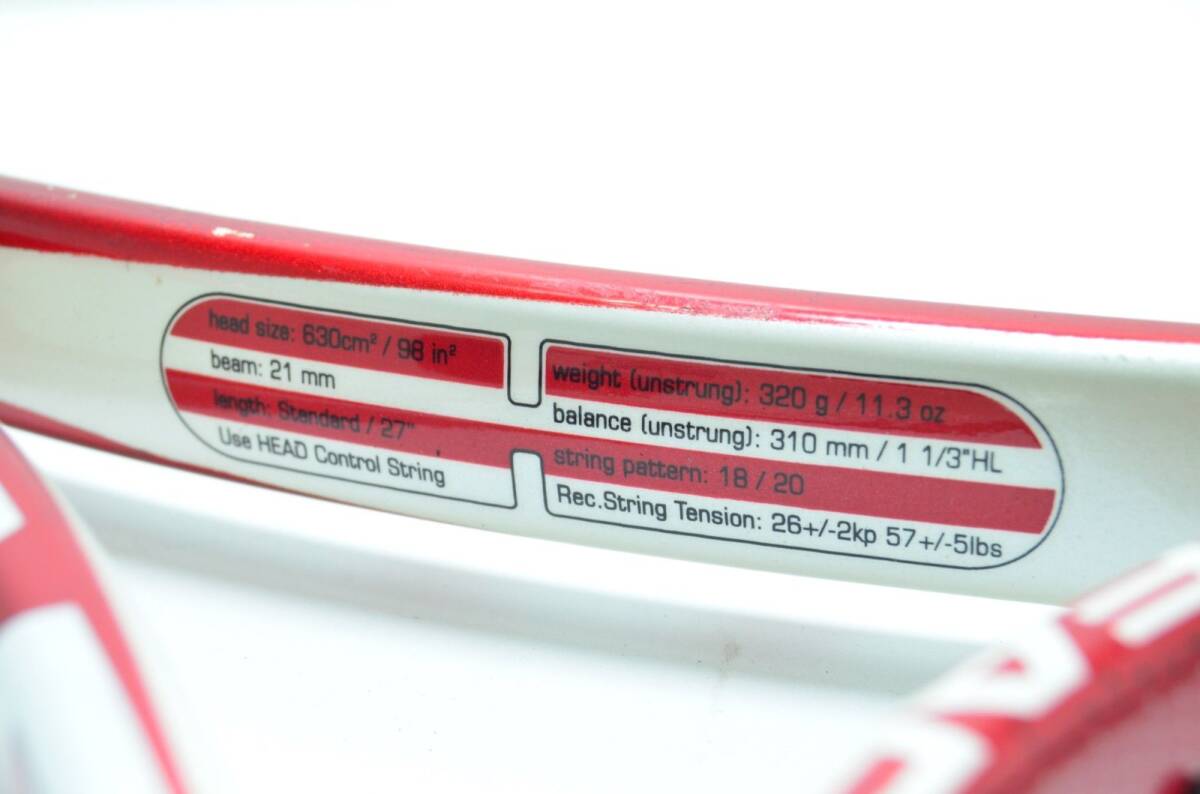 head size: 630cm² / 98 in²
beam: 21 mm
length: Standard / 27"
Use HEAD Control String
weight (unstrung): 320 g / 11.3 oz
balance (unstrung): 310 mm / 1 1/3"HL
string pattern: 18 / 20
Rec.String Tension: 26+/-2kp 57+/-5lbs